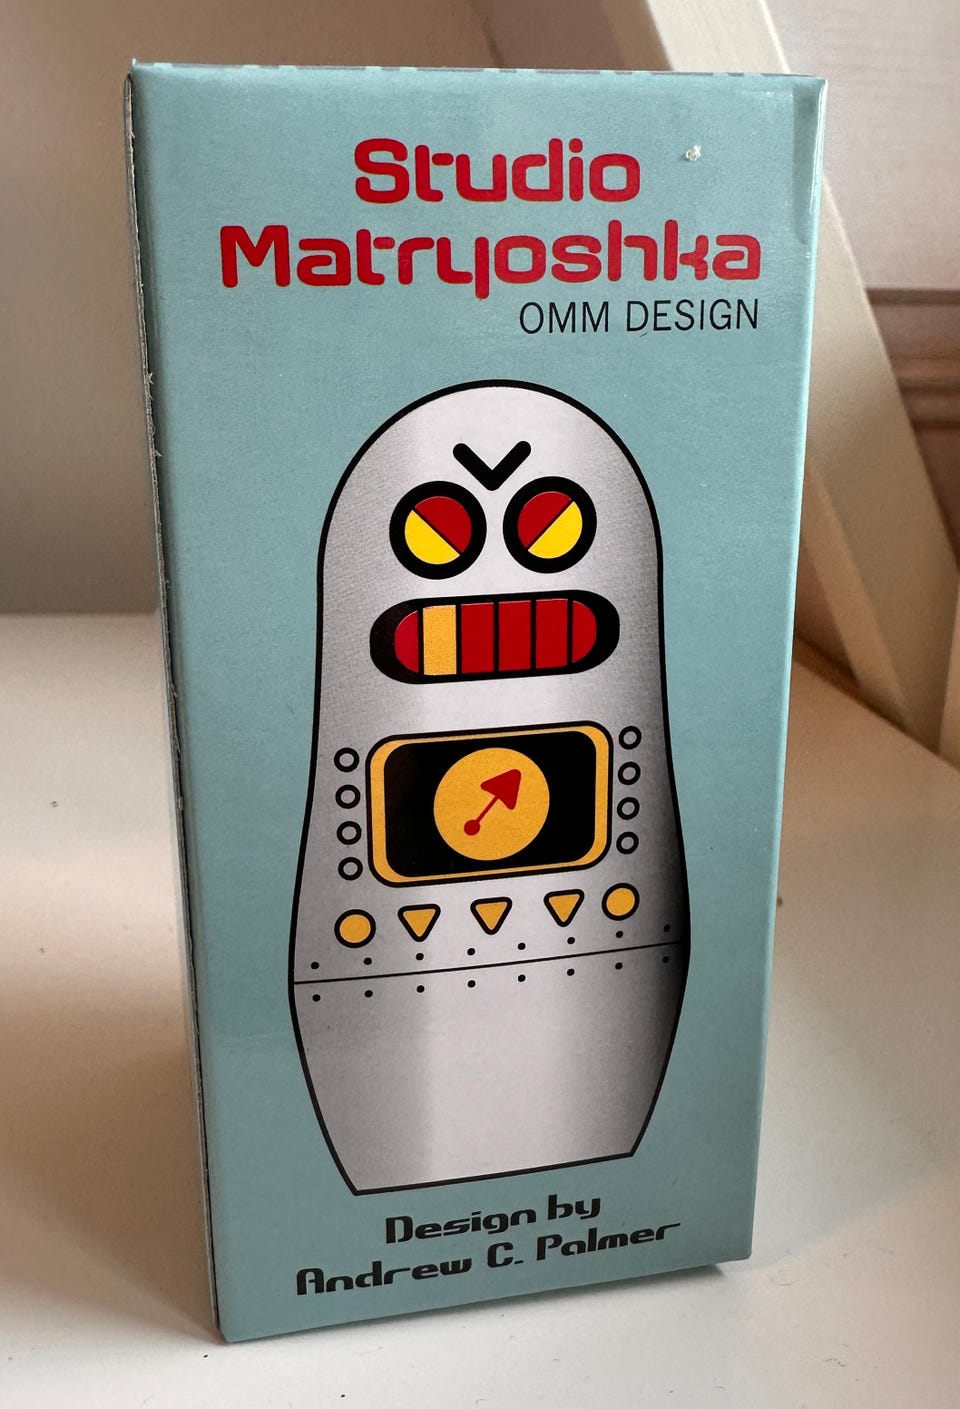 Studio
Matryoshka
OMM DESIGN
Design by
Andrew C. Palmer